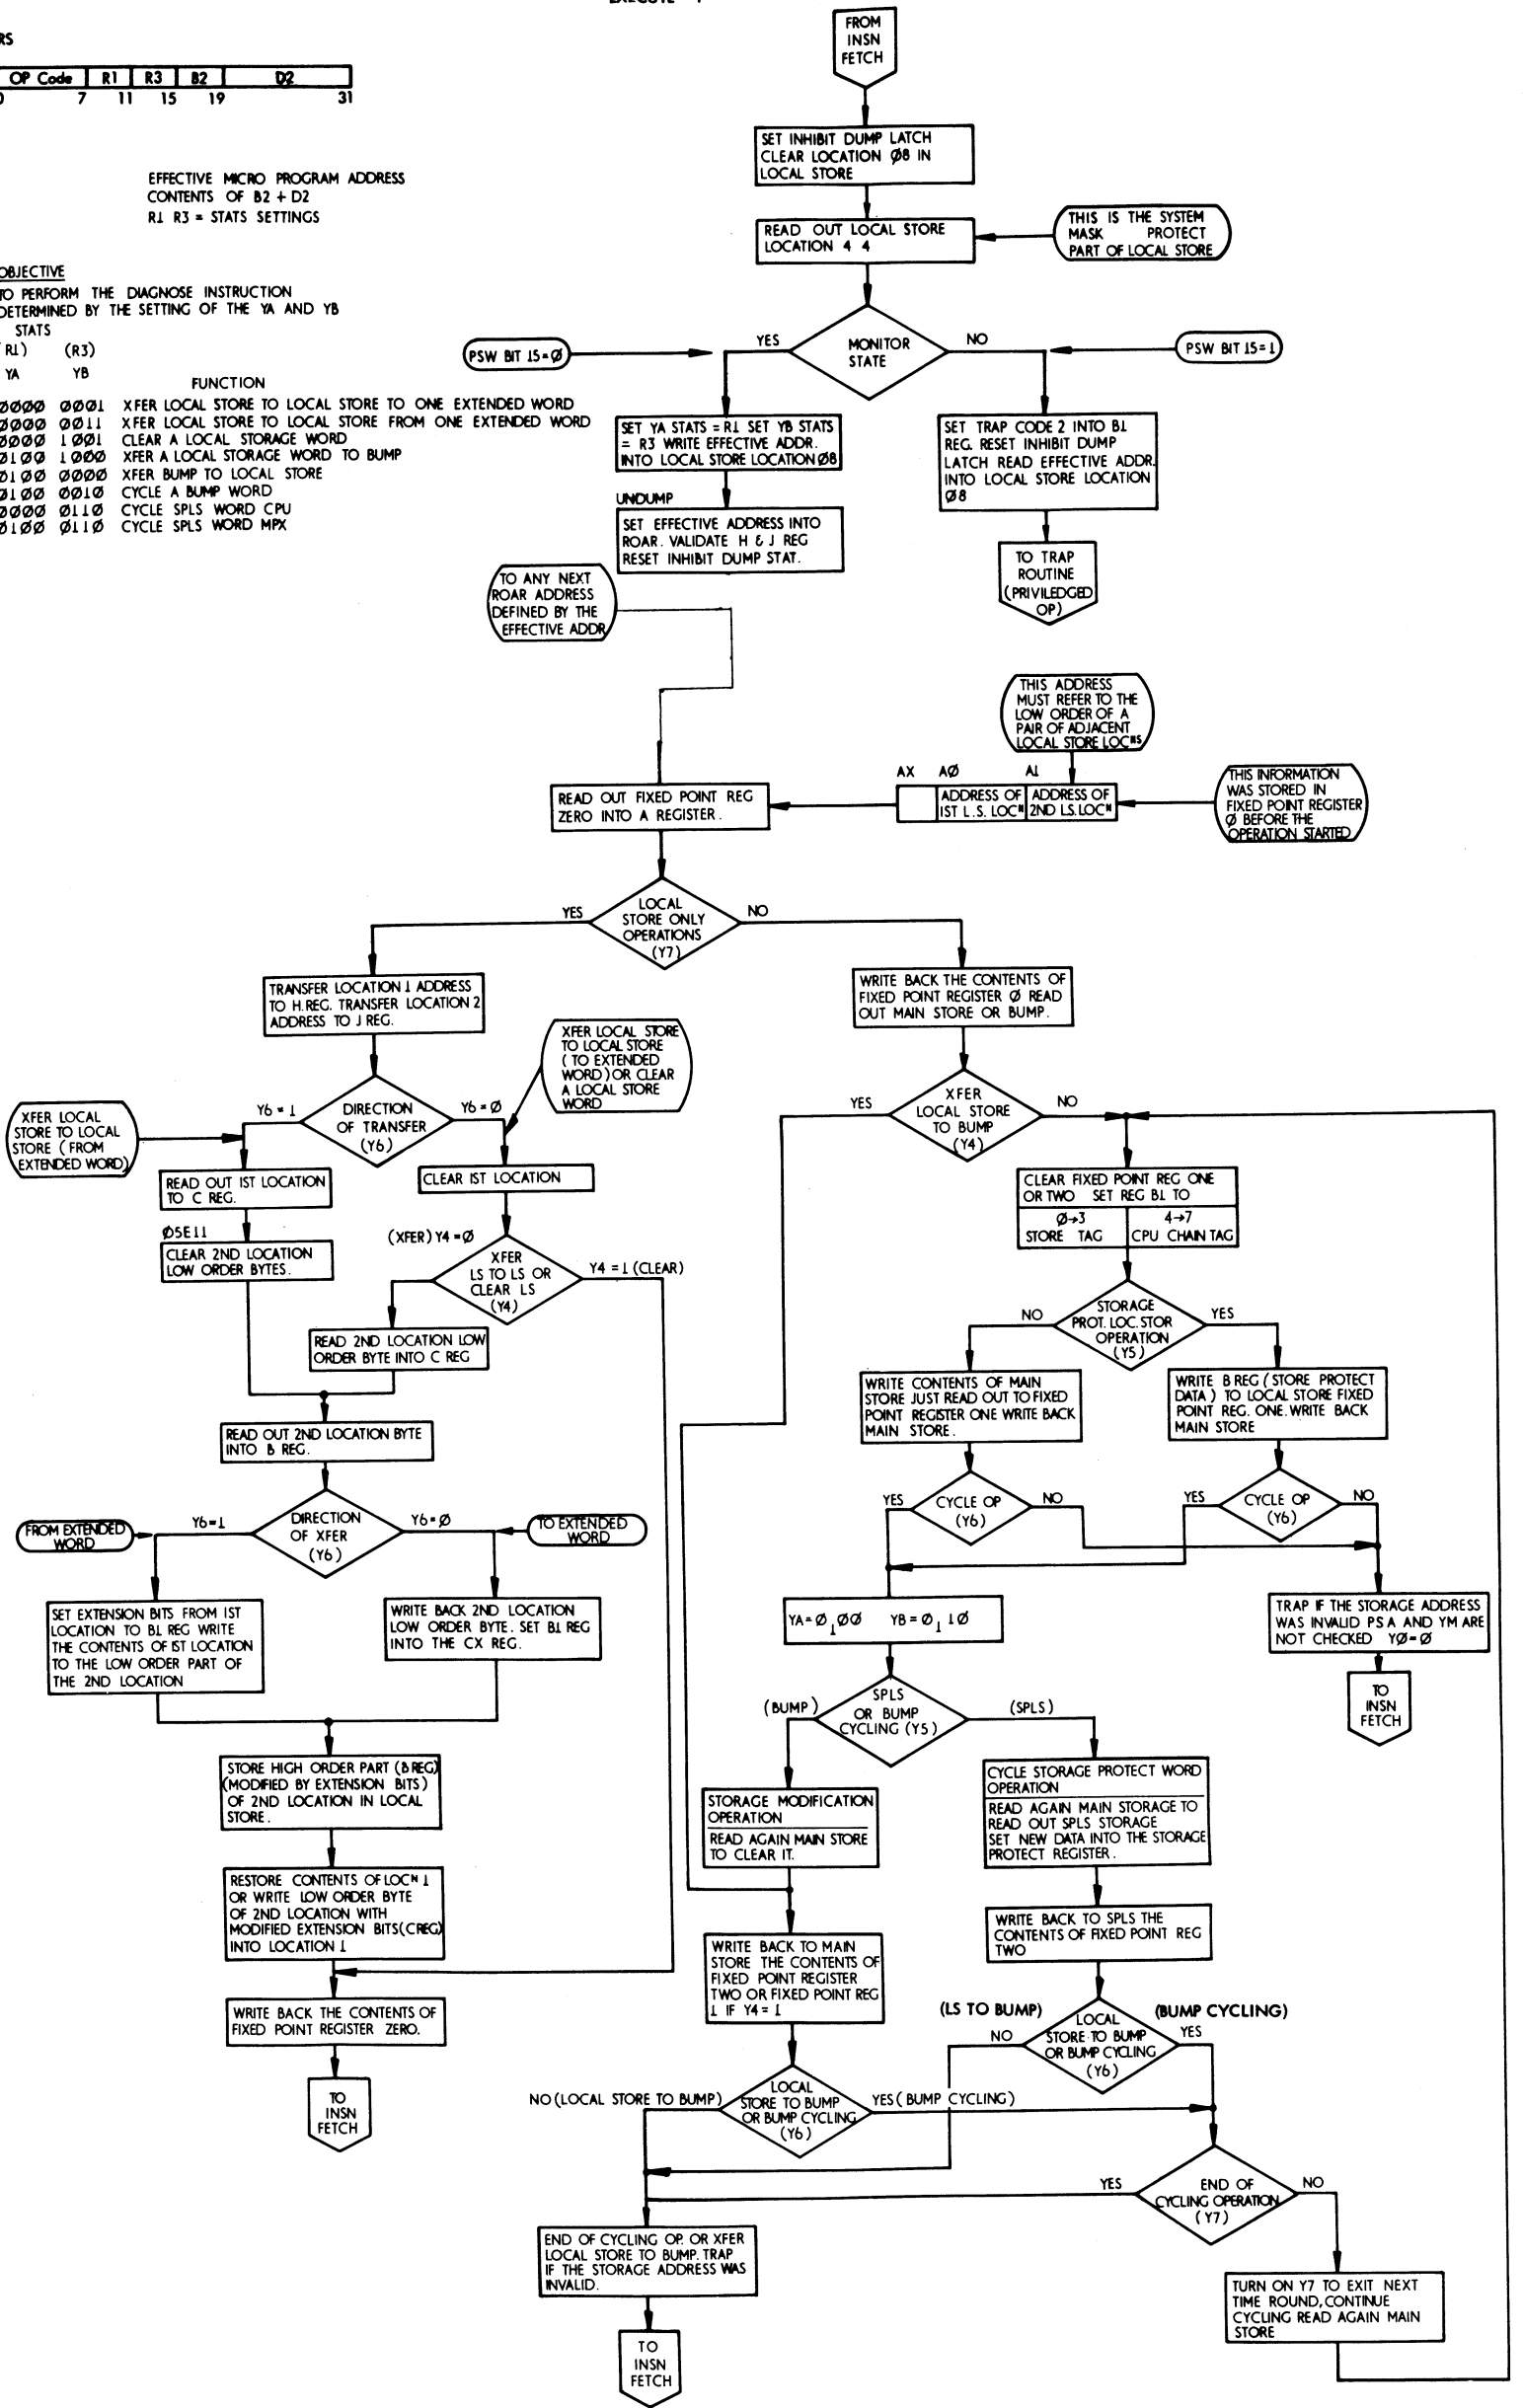 FROM
INSN
FETCH
RS
OP Code R1 R3 B2 D2
0 7 11 15 19 31
SET INHIBIT DUMP LATCH
CLEAR LOCATION Ø8 IN
LOCAL STORE
EFFECTIVE MICRO PROGRAM ADDRESS
CONTENTS OF B2 + D2
R1 R3 = STATS SETTINGS
READ OUT LOCAL STORE
LOCATION 4 4
THIS IS THE SYSTEM
MASK PROTECT
PART OF LOCAL STORE
OBJECTIVE
TO PERFORM THE DIAGNOSE INSTRUCTION
DETERMINED BY THE SETTING OF THE YA AND YB
STATS
R1) (R3)
YA YB
FUNCTION
ØØØØ ØØØ1 XFER LOCAL STORE TO LOCAL STORE TO ONE EXTENDED WORD
ØØØØ ØØ11 XFER LOCAL STORE TO LOCAL STORE FROM ONE EXTENDED WORD
ØØØØ 1ØØ1 CLEAR A LOCAL STORAGE WORD
Ø1ØØ 1ØØØ XFER A LOCAL STORAGE WORD TO BUMP
Ø1ØØ ØØØØ XFER BUMP TO LOCAL STORE
Ø1ØØ ØØ1Ø CYCLE A BUMP WORD
ØØØØ Ø11Ø CYCLE SPLS WORD CPU
Ø1ØØ Ø11Ø CYCLE SPLS WORD MPX
MONITOR
STATE
YES
NO
PSW BIT 15=Ø
PSW BIT 15=1
SET YA STATS = R1 SET YB STATS
= R3 WRITE EFFECTIVE ADDR.
INTO LOCAL STORE LOCATION Ø8
SET TRAP CODE 2 INTO B1
REG. RESET INHIBIT DUMP
LATCH READ EFFECTIVE ADDR.
INTO LOCAL STORE LOCATION
Ø8
UNDUMP
SET EFFECTIVE ADDRESS INTO
ROAR. VALIDATE H & J REG
RESET INHIBIT DUMP STAT.
TO TRAP
ROUTINE
(PRIVILEDGED
OP)
TO ANY NEXT
ROAR ADDRESS
DEFINED BY THE
EFFECTIVE ADDR
THIS ADDRESS
MUST REFER TO THE
LOW ORDER OF A
PAIR OF ADJACENT
LOCAL STORE LOCNS
AX AØ A1
READ OUT FIXED POINT REG
ZERO INTO A REGISTER.
ADDRESS OF
1ST L.S. LOCN
ADDRESS OF
2ND L.S. LOCN
THIS INFORMATION
WAS STORED IN
FIXED POINT REGISTER
Ø BEFORE THE
OPERATION STARTED
LOCAL
STORE ONLY
OPERATIONS
(Y7)
YES
NO
TRANSFER LOCATION 1 ADDRESS
TO H.REG. TRANSFER LOCATION 2
ADDRESS TO J REG.
WRITE BACK THE CONTENTS OF
FIXED POINT REGISTER Ø READ
OUT MAIN STORE OR BUMP.
XFER LOCAL STORE
TO LOCAL STORE
( TO EXTENDED
WORD) OR CLEAR
A LOCAL STORE
WORD
DIRECTION
OF TRANSFER
(Y6)
Y6=1
Y6=Ø
XFER LOCAL
STORE TO LOCAL
STORE (FROM
EXTENDED WORD)
XFER
LOCAL STORE
TO BUMP
(Y4)
YES
NO
READ OUT 1ST LOCATION
TO C REG.
CLEAR 1ST LOCATION
CLEAR FIXED POINT REG ONE
OR TWO SET REG B1 TO
Ø→3
STORE TAG
4→7
CPU CHAIN TAG
Ø5E11
CLEAR 2ND LOCATION
LOW ORDER BYTES.
(XFER) Y4=Ø
XFER
LS TO LS OR
CLEAR LS
(Y4)
Y4=1 (CLEAR)
READ 2ND LOCATION LOW
ORDER BYTE INTO C REG
STORAGE
PROT. LOC. STOR
OPERATION
(Y5)
NO
YES
WRITE CONTENTS OF MAIN
STORE JUST READ OUT TO FIXED
POINT REGISTER ONE WRITE BACK
MAIN STORE.
WRITE B REG (STORE PROTECT
DATA) TO LOCAL STORE FIXED
POINT REG. ONE. WRITE BACK
MAIN STORE
READ OUT 2ND LOCATION BYTE
INTO B REG.
CYCLE OP
(Y6)
YES
NO
CYCLE OP
(Y6)
YES
NO
DIRECTION
OF XFER
(Y6)
Y6=1
Y6=Ø
FROM EXTENDED
WORD
TO EXTENDED
WORD
SET EXTENSION BITS FROM 1ST
LOCATION TO B1 REG WRITE
THE CONTENTS OF 1ST LOCATION
TO THE LOW ORDER PART OF
THE 2ND LOCATION
WRITE BACK 2ND LOCATION
LOW ORDER BYTE. SET B1 REG
INTO THE CX REG.
YA=Ø1ØØ YB=Ø1 1Ø
TRAP IF THE STORAGE ADDRESS
WAS INVALID PS A AND YM ARE
NOT CHECKED YØ=Ø
TO
INSN
FETCH
SPLS
OR BUMP
CYCLING (Y5)
(BUMP)
(SPLS)
STORE HIGH ORDER PART (B REG)
(MODIFIED BY EXTENSION BITS)
OF 2ND LOCATION IN LOCAL
STORE.
STORAGE MODIFICATION
OPERATION
READ AGAIN MAIN STORE
TO CLEAR IT.
CYCLE STORAGE PROTECT WORD
OPERATION
READ AGAIN MAIN STORAGE TO
READ OUT SPLS STORAGE
SET NEW DATA INTO THE STORAGE
PROTECT REGISTER.
RESTORE CONTENTS OF LOCN 1
OR WRITE LOW ORDER BYTE
OF 2ND LOCATION WITH
MODIFIED EXTENSION BITS (C REG)
INTO LOCATION 1
WRITE BACK TO SPLS THE
CONTENTS OF FIXED POINT REG
TWO
WRITE BACK TO MAIN
STORE THE CONTENTS OF
FIXED POINT REGISTER
TWO OR FIXED POINT REG
1 IF Y4=1
WRITE BACK THE CONTENTS OF
FIXED POINT REGISTER ZERO.
TO
INSN
FETCH
(LS TO BUMP)
(BUMP CYCLING)
NO
YES
LOCAL
STORE TO BUMP
OR BUMP CYCLING
(Y6)
NO (LOCAL STORE TO BUMP)
LOCAL
STORE TO BUMP
OR BUMP CYCLING
(Y6)
YES (BUMP CYCLING)
END OF
CYCLING OPERATION
(Y7)
YES
NO
END OF CYCLING OP. OR XFER
LOCAL STORE TO BUMP. TRAP
IF THE STORAGE ADDRESS WAS
INVALID.
TURN ON Y7 TO EXIT NEXT
TIME ROUND, CONTINUE
CYCLING READ AGAIN MAIN
STORE
TO
INSN
FETCH